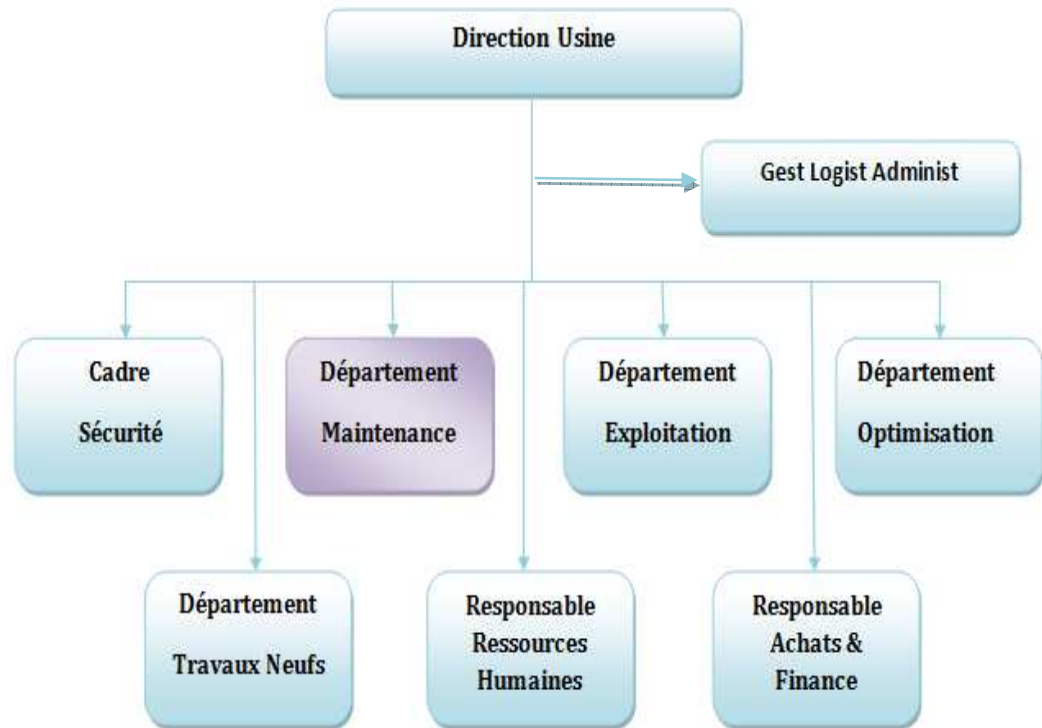 Direction Usine
Gest Logist Administ
Cadre
Sécurité
Département
Maintenance
Département
Exploitation
Département
Optimisation
Département
Travaux Neufs
Responsable
Ressources
Humaines
Responsable
Achats &
Finance